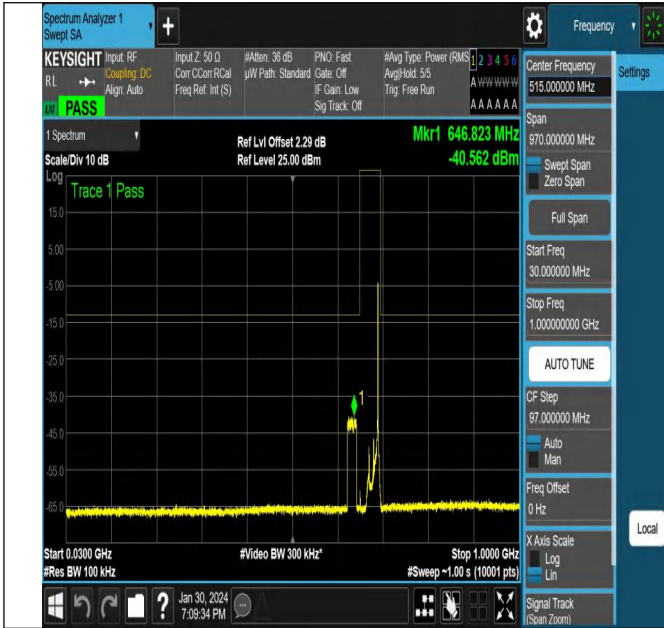 Spectrum Analyzer 1
Swept SA
Frequency
KEYSIGHT
RL
LXI
PASS
Input: RF
Coupling: DC
Align: Auto
Input Z: 50 Ω
Corr CCorr RCal
Freq Ref: Int (S)
#Atten: 36 dB
µW Path: Standard
PNO: Fast
Gate: Off
IF Gain: Low
Sig Track: Off
#Avg Type: Power (RMS
Avg|Hold: 5/5
Trig: Free Run
1 2 3 4 5 6
A W W W W W
A A A A A A
1 Spectrum
Scale/Div 10 dB
Ref Lvl Offset 2.29 dB
Ref Level 25.00 dBm
Mkr1 646.823 MHz
-40.562 dBm
Log
Trace 1 Pass
15.0
5.00
-5.00
-15.0
-25.0
-35.0
-45.0
-55.0
-65.0
1
Start 0.0300 GHz
#Res BW 100 kHz
#Video BW 300 kHz*
Stop 1.0000 GHz
#Sweep ~1.00 s (10001 pts)
Jan 30, 2024
7:09:34 PM
Center Frequency
515.000000 MHz
Settings
Span
970.000000 MHz
Swept Span
Zero Span
Full Span
Start Freq
30.000000 MHz
Stop Freq
1.000000000 GHz
AUTO TUNE
CF Step
97.000000 MHz
Auto
Man
Freq Offset
0 Hz
Local
X Axis Scale
Log
Lin
Signal Track
(Span Zoom)